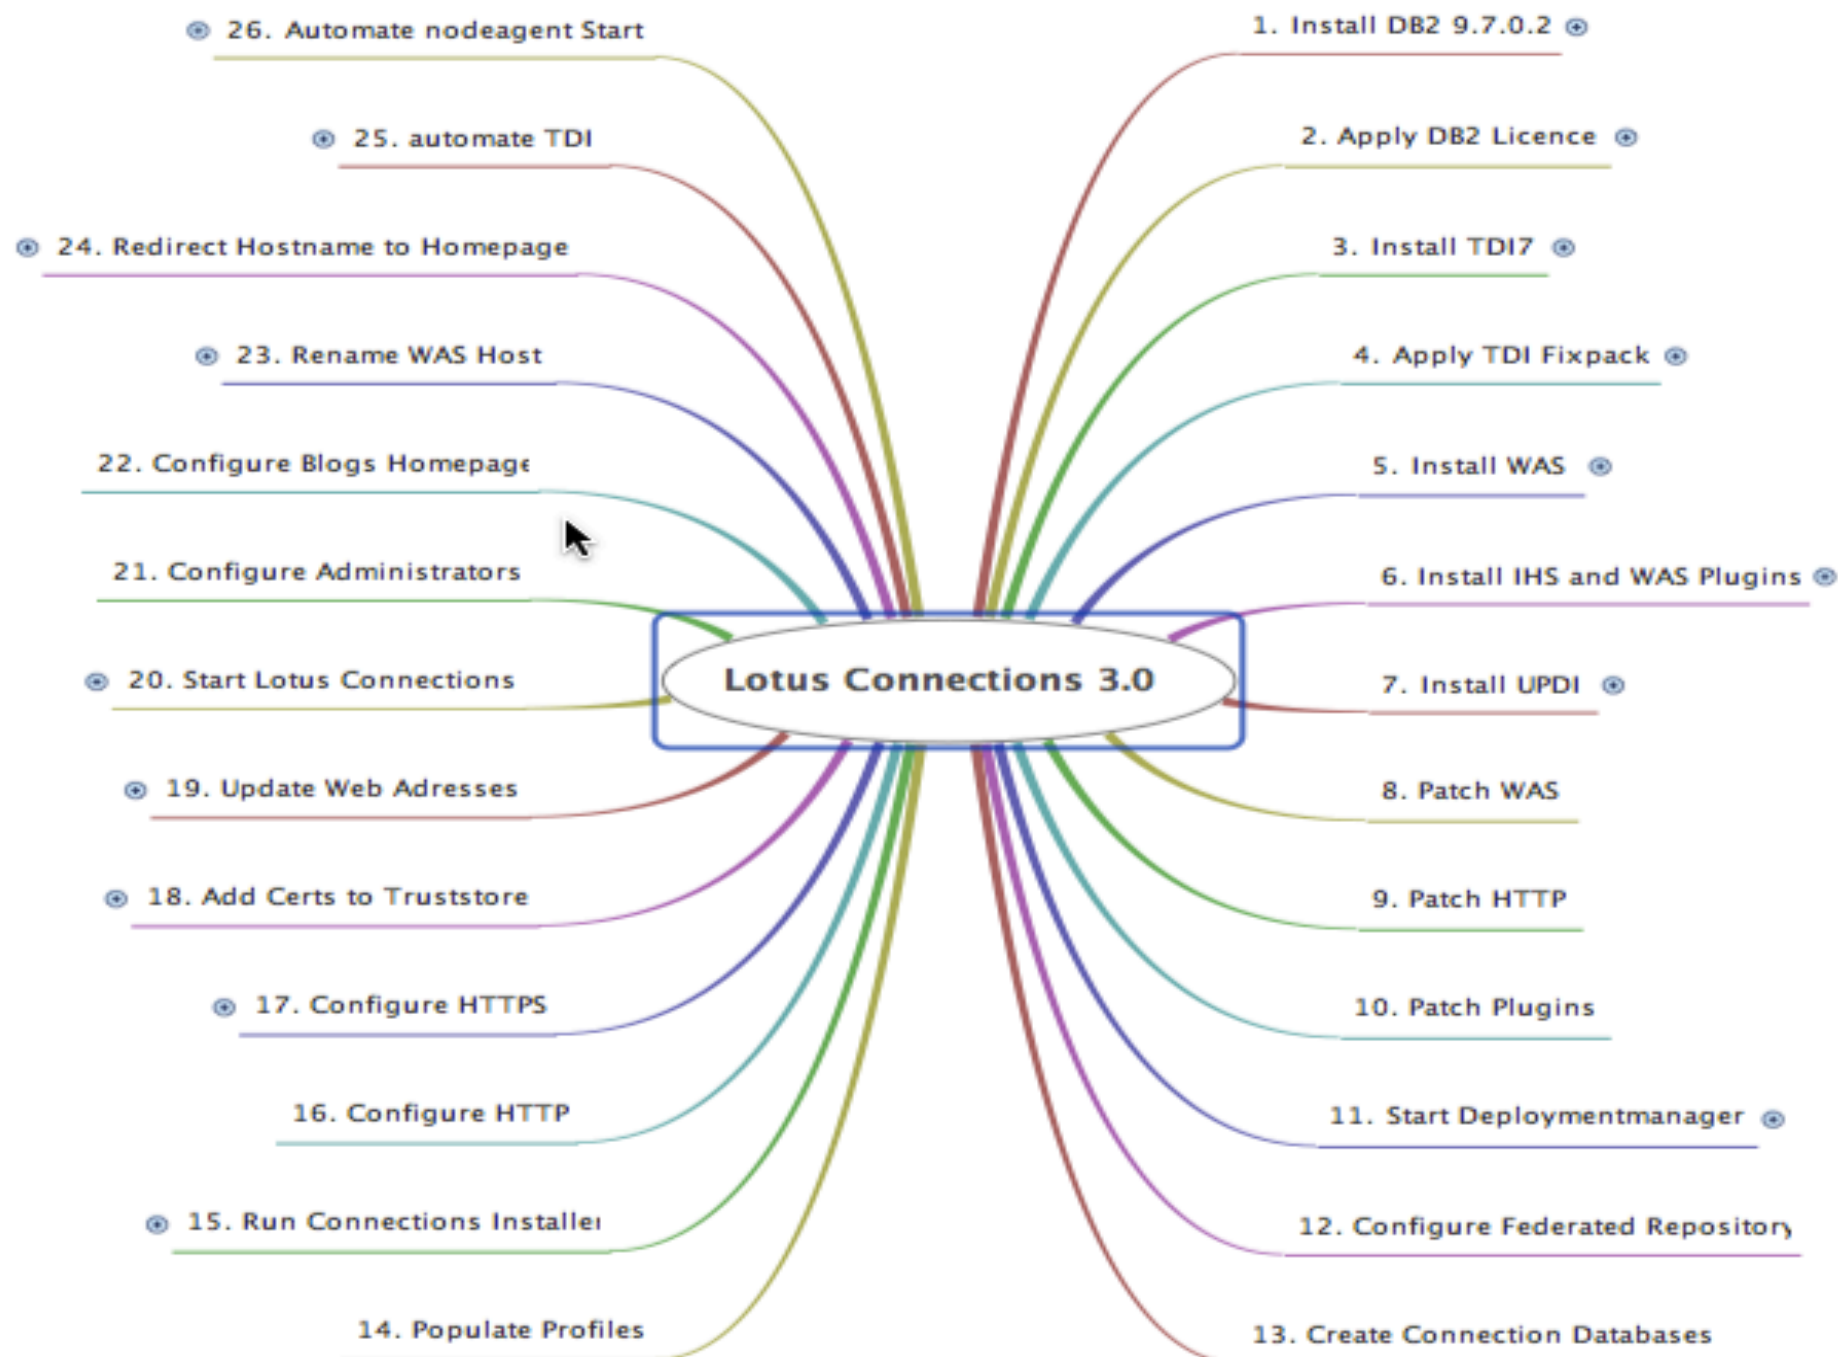 1. Install DB2 9.7.0.2
2. Apply DB2 Licence
3. Install TDI7
4. Apply TDI Fixpack
5. Install WAS
6. Install IHS and WAS Plugins
7. Install UPDI
8. Patch WAS
9. Patch HTTP
10. Patch Plugins
11. Start Deploymentmanager
12. Configure Federated Repository
13. Create Connection Databases
14. Populate Profiles
15. Run Connections Installer
16. Configure HTTP
17. Configure HTTPS
18. Add Certs to Truststore
19. Update Web Adresses
20. Start Lotus Connections
21. Configure Administrators
22. Configure Blogs Homepage
23. Rename WAS Host
24. Redirect Hostname to Homepage
25. automate TDI
26. Automate nodeagent Start
Lotus Connections 3.0